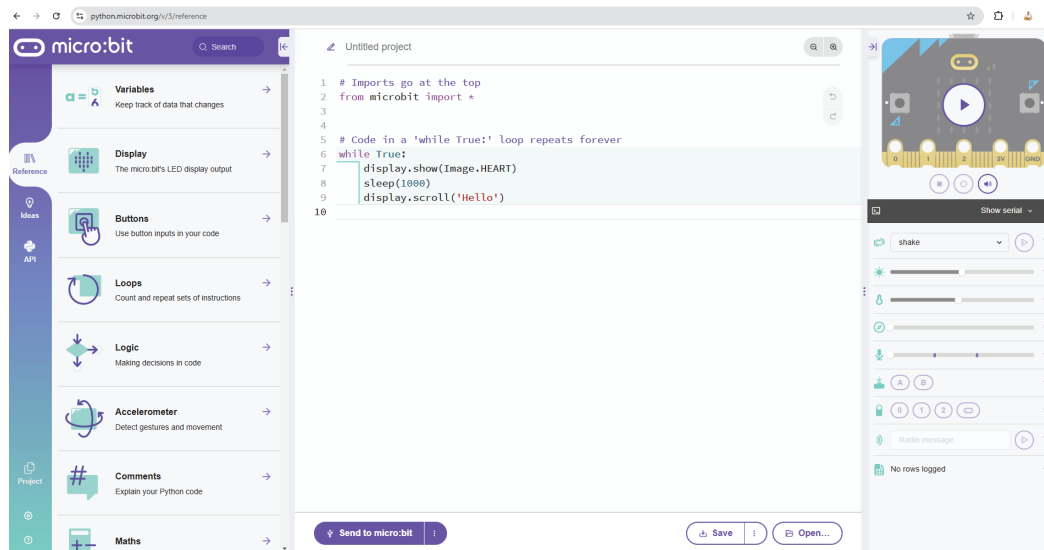 python.microbit.org/v/3/reference
micro:bit
Search
Reference
Ideas
API
Project
Variables
Keep track of data that changes
Display
The micro:bit's LED display output
Buttons
Use button inputs in your code
Loops
Count and repeat sets of instructions
Logic
Making decisions in code
Accelerometer
Detect gestures and movement
Comments
Explain your Python code
Maths
Untitled project
1 # Imports go at the top
2 from microbit import *
3
4
5 # Code in a 'while True:' loop repeats forever
6 while True:
7 display.show(Image.HEART)
8 sleep(1000)
9 display.scroll('Hello')
10
Send to micro:bit
Save
Open...
0 1 2 3V GND
Show serial
shake
A B
0 1 2
Radio message
No rows logged